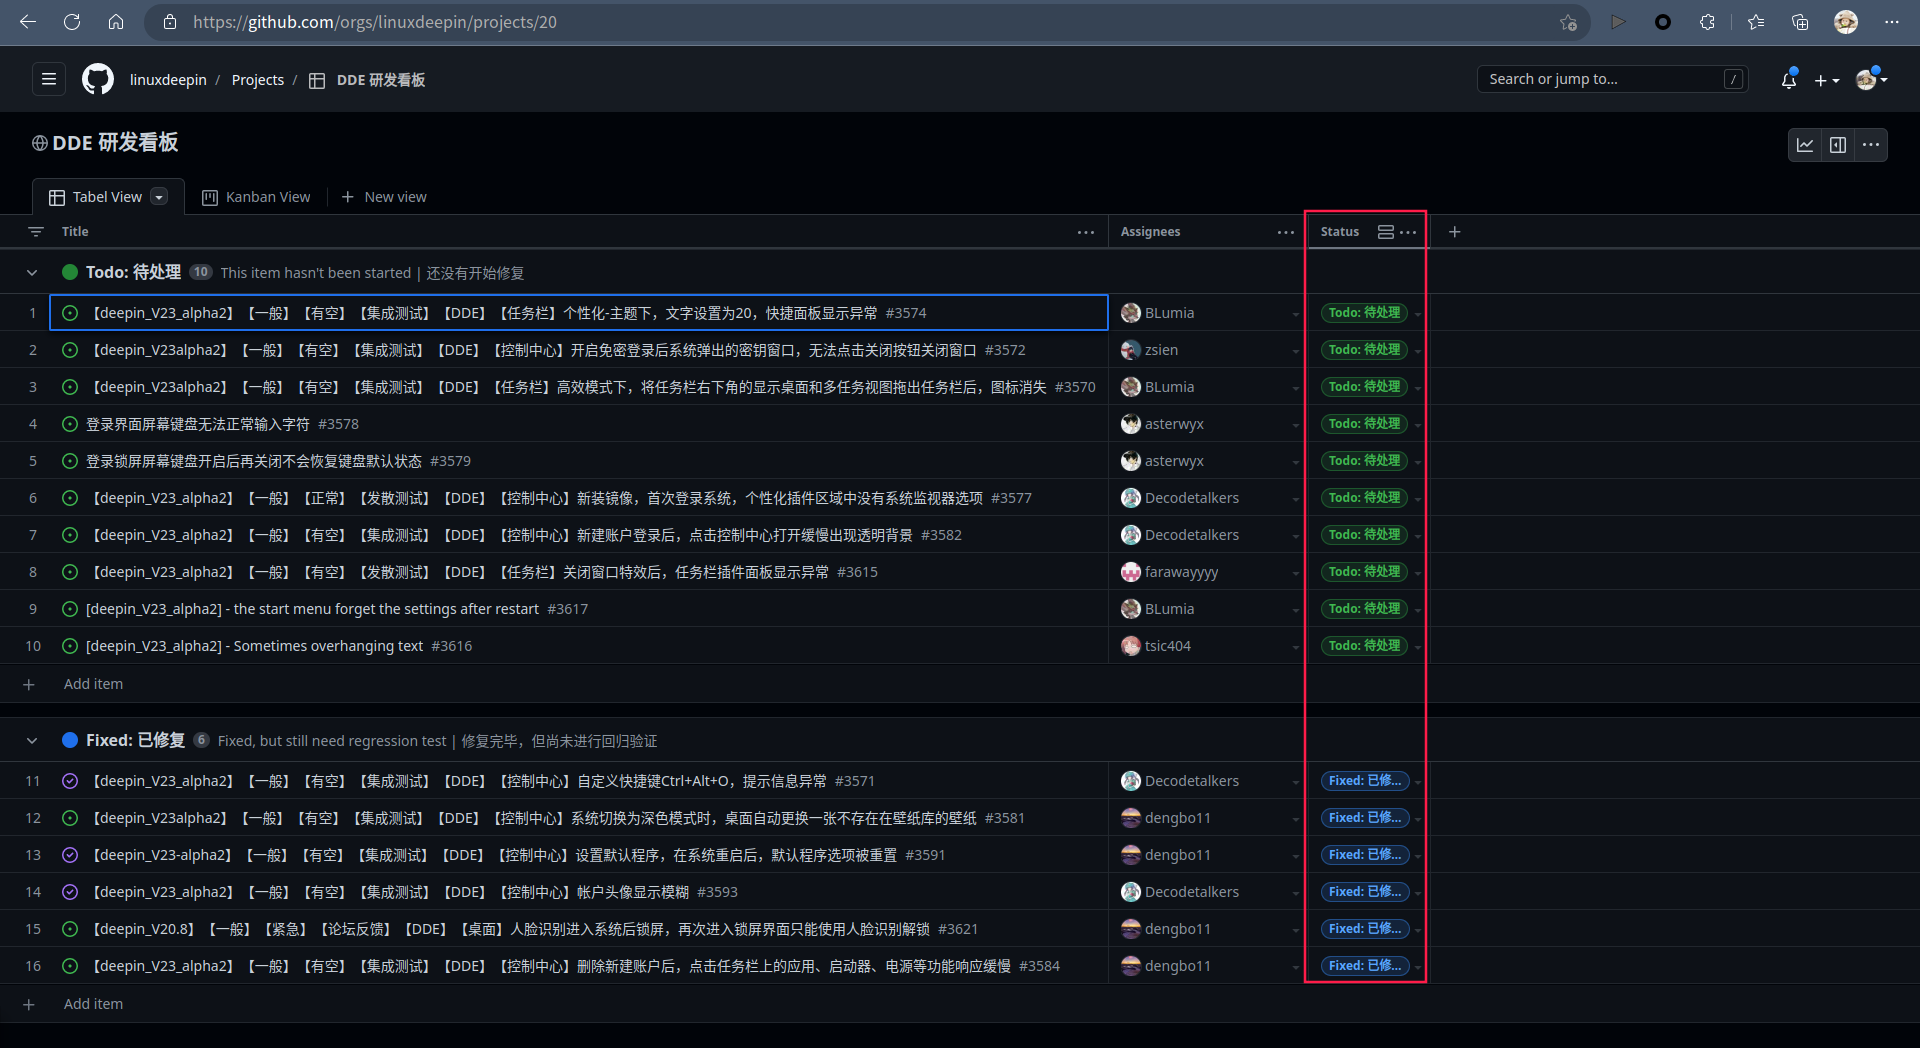 https://github.com/orgs/linuxdeepin/projects/20
linuxdeepin / Projects / DDE 研发看板
Search or jump to... /
DDE 研发看板
Tabel View Kanban View + New view
Title Assignees Status
Todo: 待处理 10 This item hasn't been started | 还没有开始修复
1 【deepin_V23_alpha2】【一般】【有空】【集成测试】【DDE】【任务栏】个性化-主题下，文字设置为20，快捷面板显示异常 #3574 BLumia Todo: 待处理
2 【deepin_V23alpha2】【一般】【有空】【集成测试】【DDE】【控制中心】开启免密登录后系统弹出的密钥窗口，无法点击关闭按钮关闭窗口 #3572 zsien Todo: 待处理
3 【deepin_V23alpha2】【一般】【有空】【集成测试】【DDE】【任务栏】高效模式下，将任务栏右下角的显示桌面和多任务视图拖出任务栏后，图标消失 #3570 BLumia Todo: 待处理
4 登录界面屏幕键盘无法正常输入字符 #3578 asterwyx Todo: 待处理
5 登录锁屏屏幕键盘开启后再关闭不会恢复键盘默认状态 #3579 asterwyx Todo: 待处理
6 【deepin_V23_alpha2】【一般】【正常】【发散测试】【DDE】【控制中心】新装镜像，首次登录系统，个性化插件区域中没有系统监视器选项 #3577 Decodetalkers Todo: 待处理
7 【deepin_V23_alpha2】【一般】【有空】【集成测试】【DDE】【控制中心】新建账户登录后，点击控制中心打开缓慢出现透明背景 #3582 Decodetalkers Todo: 待处理
8 【deepin_V23_alpha2】【一般】【有空】【发散测试】【DDE】【任务栏】关闭窗口特效后，任务栏插件面板显示异常 #3615 farawayyyy Todo: 待处理
9 [deepin_V23_alpha2] - the start menu forget the settings after restart #3617 BLumia Todo: 待处理
10 [deepin_V23_alpha2] - Sometimes overhanging text #3616 tsic404 Todo: 待处理
+ Add item
Fixed: 已修复 6 Fixed, but still need regression test | 修复完毕，但尚未进行回归验证
11 【deepin_V23_alpha2】【一般】【有空】【集成测试】【DDE】【控制中心】自定义快捷键Ctrl+Alt+O，提示信息异常 #3571 Decodetalkers Fixed: 已修...
12 【deepin_V23alpha2】【一般】【有空】【集成测试】【DDE】【控制中心】系统切换为深色模式时，桌面自动更换一张不存在在壁纸库的壁纸 #3581 dengbo11 Fixed: 已修...
13 【deepin_V23-alpha2】【一般】【有空】【集成测试】【DDE】【控制中心】设置默认程序，在系统重启后，默认程序选项被重置 #3591 dengbo11 Fixed: 已修...
14 【deepin_V23_alpha2】【一般】【有空】【集成测试】【DDE】【控制中心】帐户头像显示模糊 #3593 Decodetalkers Fixed: 已修...
15 【deepin_V20.8】【一般】【紧急】【论坛反馈】【DDE】【桌面】人脸识别进入系统后锁屏，再次进入锁屏界面只能使用人脸识别解锁 #3621 dengbo11 Fixed: 已修...
16 【deepin_V23_alpha2】【一般】【有空】【集成测试】【DDE】【控制中心】删除新建账户后，点击任务栏上的应用、启动器、电源等功能响应缓慢 #3584 dengbo11 Fixed: 已修...
+ Add item